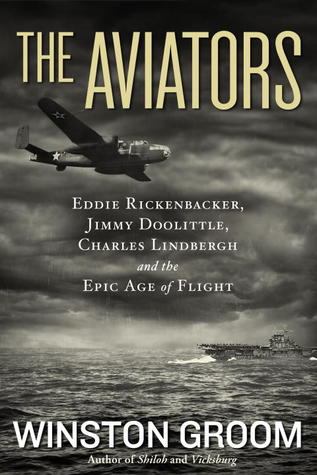 THE AVIATORS
EDDIE RICKENBACKER,
JIMMY DOOLITTLE,
CHARLES LINDBERGH
and the
EPIC AGE of FLIGHT
WINSTON GROOM
Author of Shiloh and Vicksburg